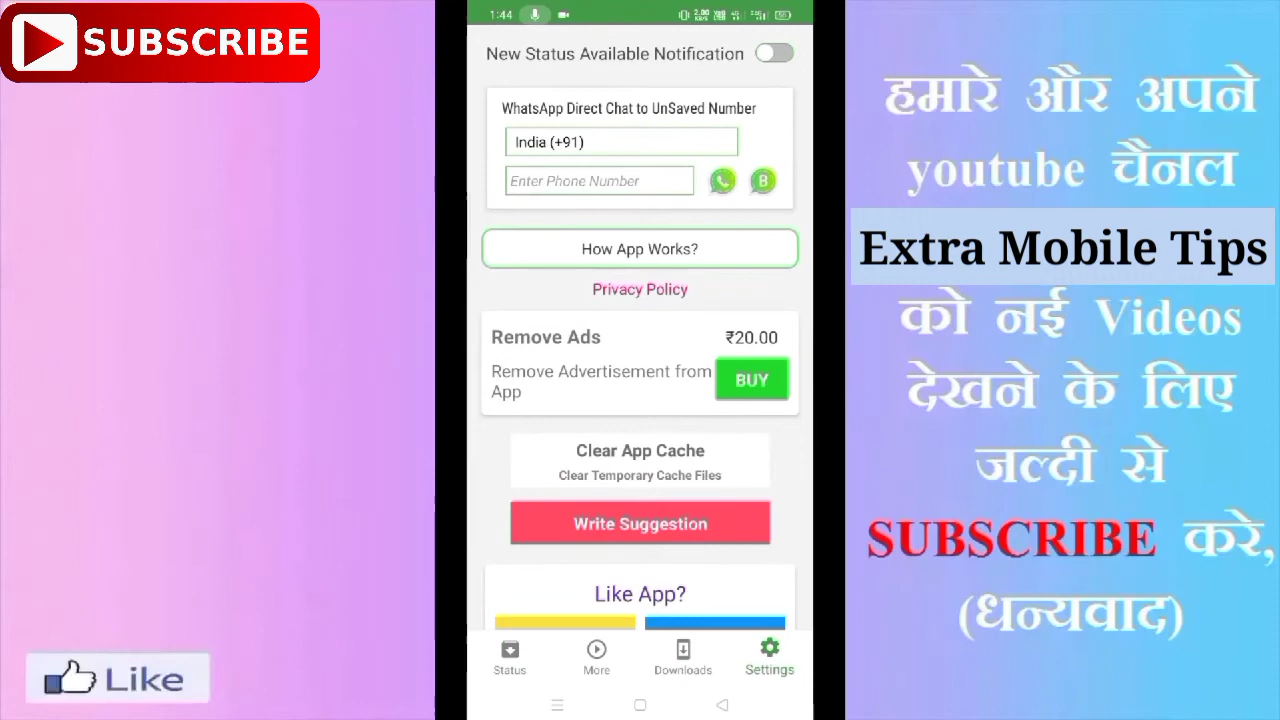 SUBSCRIBE
1:44
New Status Available Notification
WhatsApp Direct Chat to UnSaved Number
India (+91)
Enter Phone Number
B
How App Works?
Privacy Policy
Remove Ads ₹20.00
Remove Advertisement from
App
BUY
Clear App Cache
Clear Temporary Cache Files
Write Suggestion
Like App?
Status More Downloads Settings
Like
हमारे और अपने
youtube चैनल
Extra Mobile Tips
को नई Videos
देखने के लिए
जल्दी से
SUBSCRIBE करे,
(धन्यवाद)